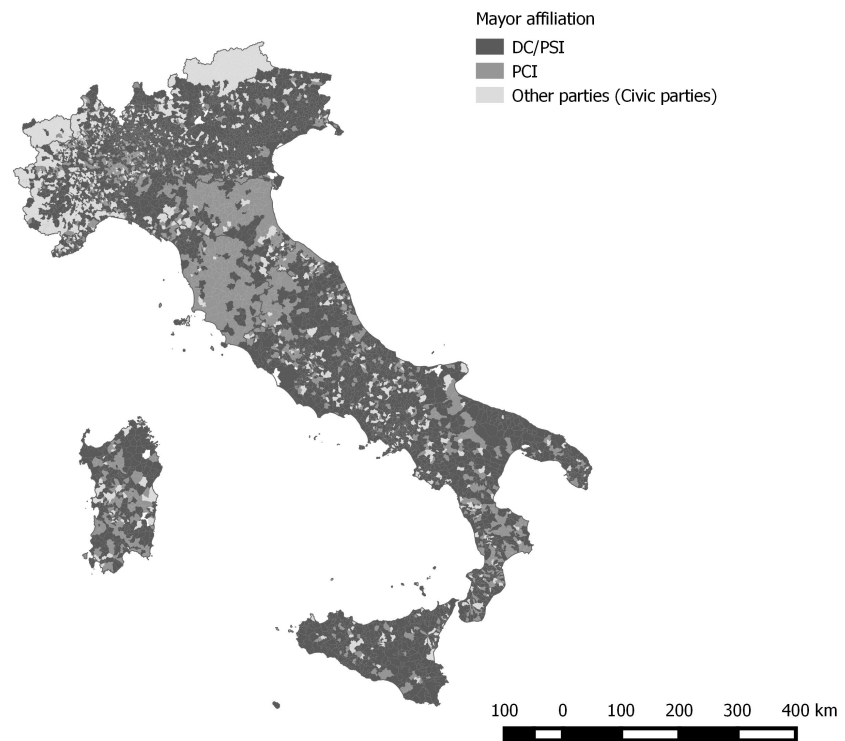 Mayor affiliation
DC/PSI
PCI
Other parties (Civic parties)
100 0 100 200 300 400 km